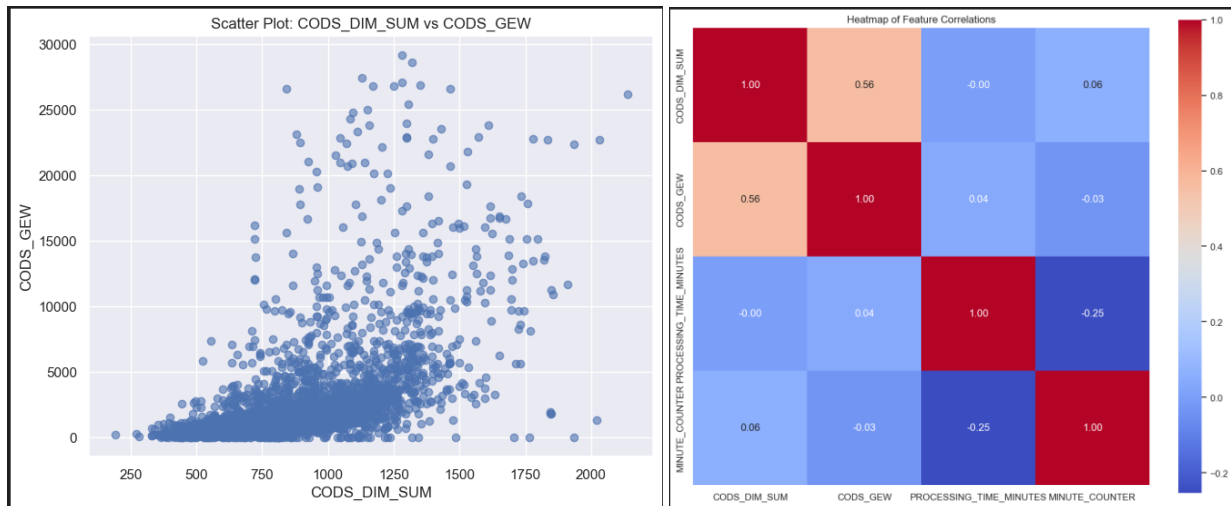 Scatter Plot: CODS_DIM_SUM vs CODS_GEW
30000
25000
20000
15000
10000
5000
0
CODS_GEW
250 500 750 1000 1250 1500 1750 2000
CODS_DIM_SUM
Heatmap of Feature Correlations
CODS_DIM_SUM
1.00 0.56 -0.00 0.06
CODS_GEW
0.56 1.00 0.04 -0.03
PROCESSING_TIME_MINUTES
-0.00 0.04 1.00 -0.25
MINUTE_COUNTER
0.06 -0.03 -0.25 1.00
CODS_DIM_SUM CODS_GEW PROCESSING_TIME_MINUTES MINUTE_COUNTER
1.0
0.8
0.6
0.4
0.2
0.0
-0.2